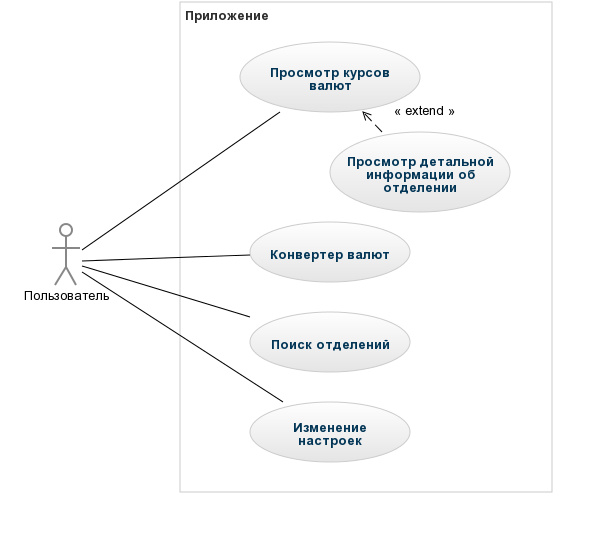 Приложение
Просмотр курсов
валют
« extend »
Просмотр детальной
информации об
отделении
Конвертер валют
Пользователь
Поиск отделений
Изменение
настроек